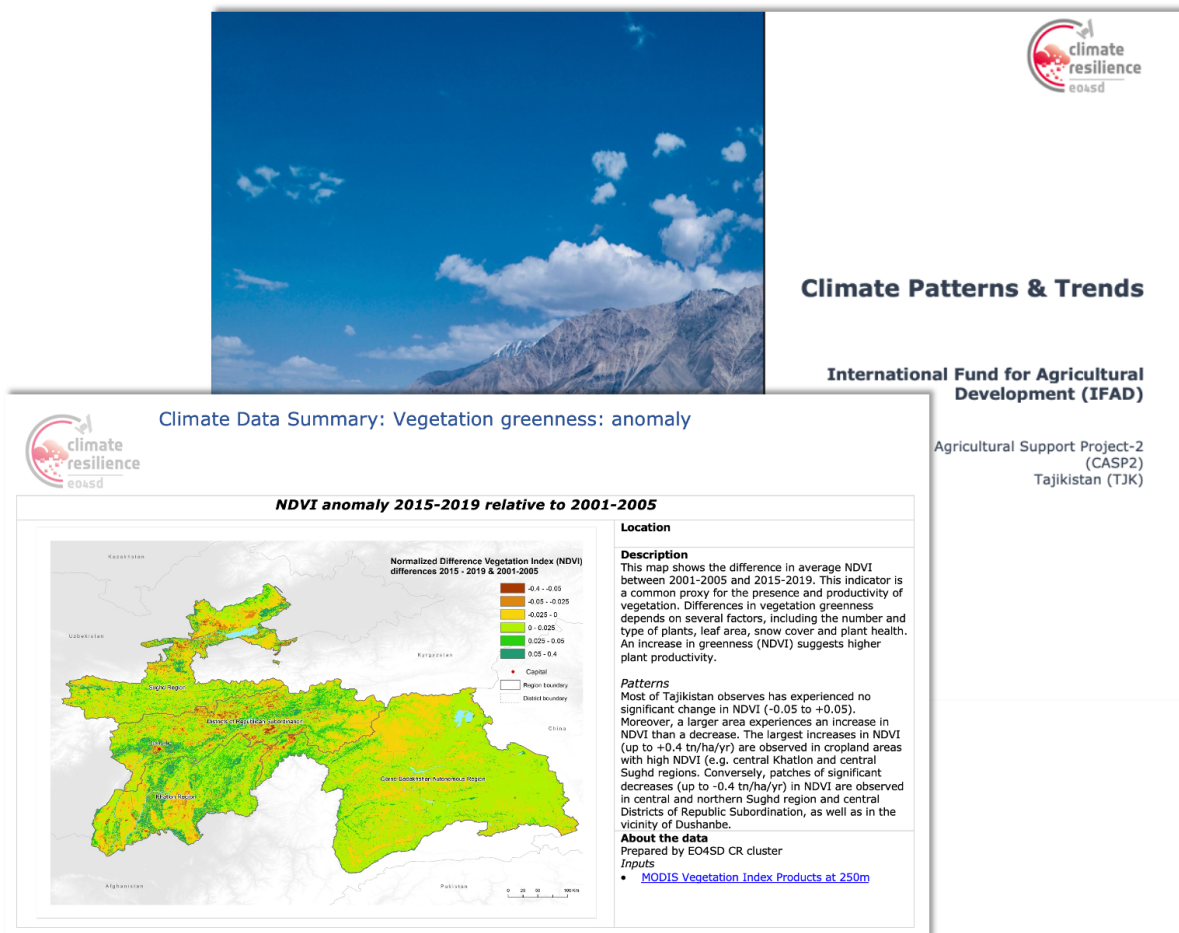 climate
resilience
eo4sd
Climate Patterns & Trends
International Fund for Agricultural
Development (IFAD)
Agricultural Support Project-2
(CASP2)
Tajikistan (TJK)
climate
resilience
eo4sd
Climate Data Summary: Vegetation greenness: anomaly
NDVI anomaly 2015-2019 relative to 2001-2005
Kazakhstan
Uzbekistan
Kyrgyzstan
China
Afghanistan
Pakistan
Sughd Region
Districts of Republican Subordination
Khatlon Region
Gorno-Badakhshan Autonomous Region
Normalized Difference Vegetation Index (NDVI)
differences 2015 - 2019 & 2001-2005
-0.4 - -0.05
-0.05 - -0.025
-0.025 - 0
0 - 0.025
0.025 - 0.05
0.05 - 0.4
Capital
Region boundary
District boundary
0 25 50 100 Km
Location
Description
This map shows the difference in average NDVI
between 2001-2005 and 2015-2019. This indicator is
a common proxy for the presence and productivity of
vegetation. Differences in vegetation greenness
depends on several factors, including the number and
type of plants, leaf area, snow cover and plant health.
An increase in greenness (NDVI) suggests higher
plant productivity.
Patterns
Most of Tajikistan observes has experienced no
significant change in NDVI (-0.05 to +0.05).
Moreover, a larger area experiences an increase in
NDVI than a decrease. The largest increases in NDVI
(up to +0.4 tn/ha/yr) are observed in cropland areas
with high NDVI (e.g. central Khatlon and central
Sughd regions. Conversely, patches of significant
decreases (up to -0.4 tn/ha/yr) in NDVI are observed
in central and northern Sughd region and central
Districts of Republic Subordination, as well as in the
vicinity of Dushanbe.
About the data
Prepared by EO4SD CR cluster
Inputs
• MODIS Vegetation Index Products at 250m